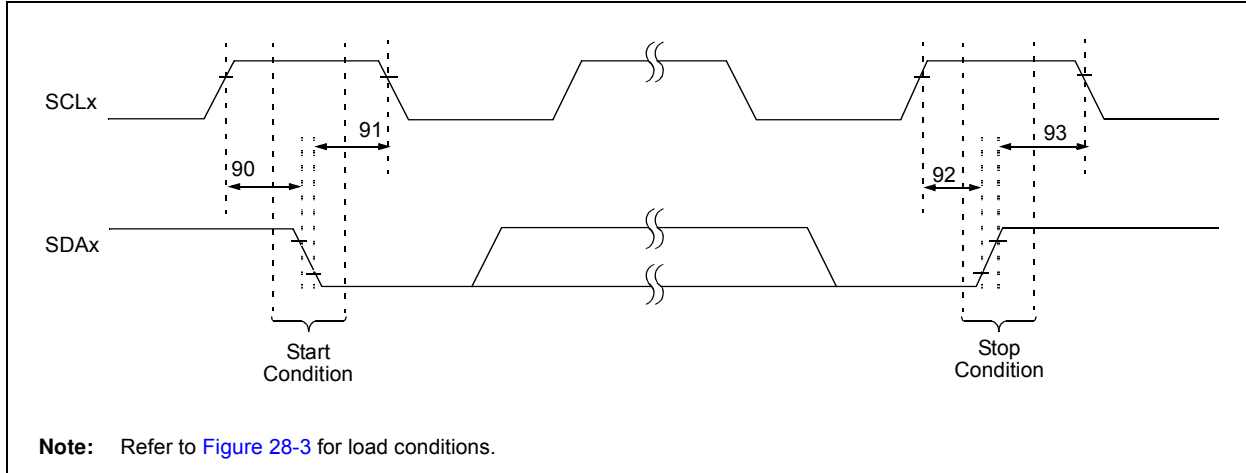 SCLx
91
93
90
92
SDAx
Start
Condition
Stop
Condition
Note: Refer to Figure 28-3 for load conditions.